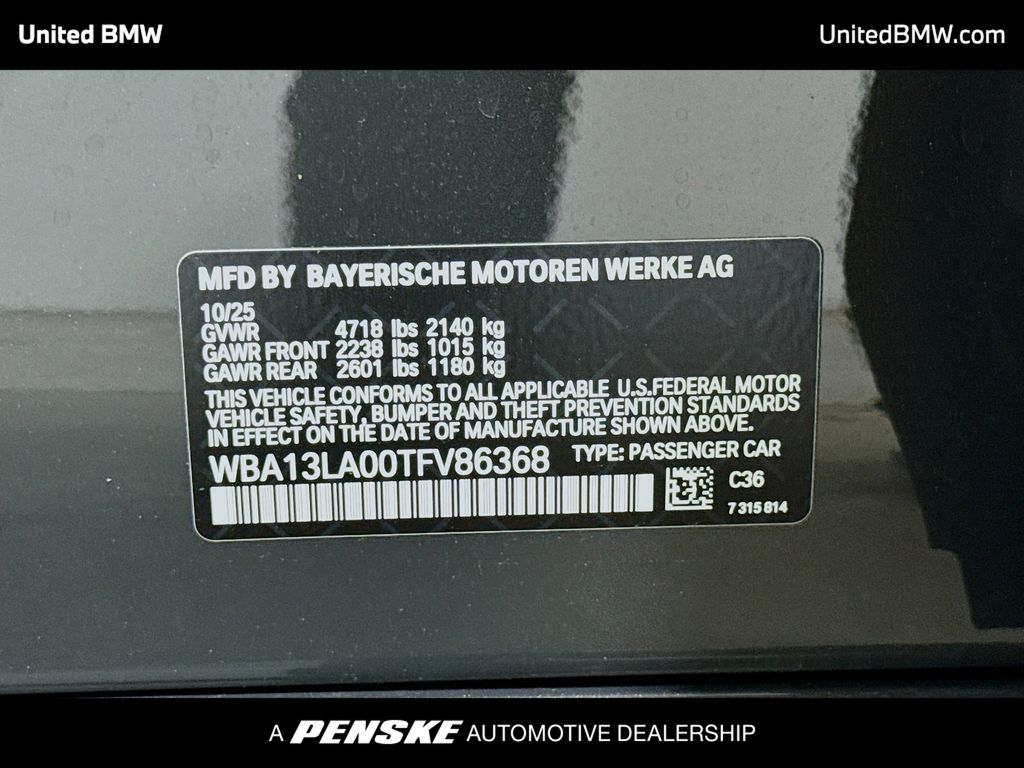 United BMW
UnitedBMW.com
MFD BY BAYERISCHE MOTOREN WERKE AG
10/25
GVWR 4718 lbs 2140 kg
GAWR FRONT 2238 lbs 1015 kg
GAWR REAR 2601 lbs 1180 kg
THIS VEHICLE CONFORMS TO ALL APPLICABLE U.S.FEDERAL MOTOR
VEHICLE SAFETY, BUMPER AND THEFT PREVENTION STANDARDS
IN EFFECT ON THE DATE OF MANUFACTURE SHOWN ABOVE.
WBA13LA00TFV86368 TYPE: PASSENGER CAR
C36
7 315 814
A PENSKE AUTOMOTIVE DEALERSHIP